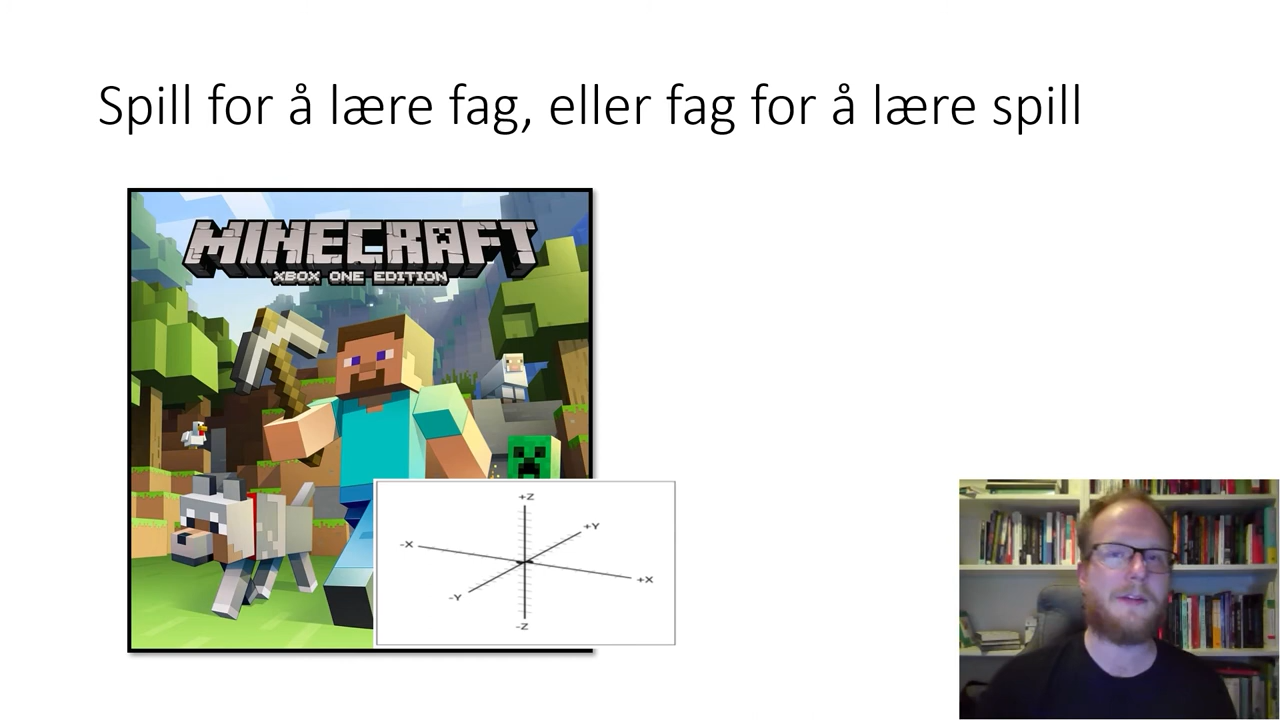 Spill for å lære fag, eller fag for å lære spill
MINECRAFT
XBOX ONE EDITION
+Z
+Y
-X
+X
-Y
-Z